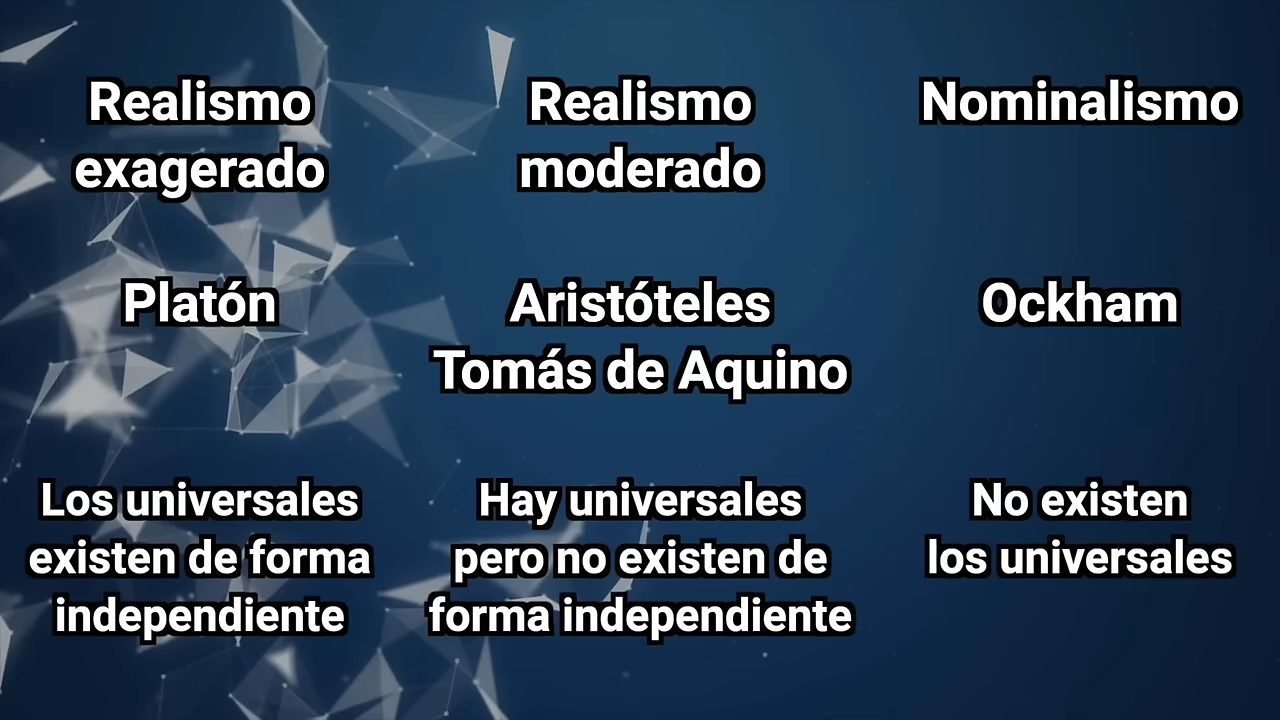 Realismo
exagerado
Realismo
moderado
Nominalismo
Platón
Aristóteles
Tomás de Aquino
Ockham
Los universales
existen de forma
independiente
Hay universales
pero no existen de
forma independiente
No existen
los universales